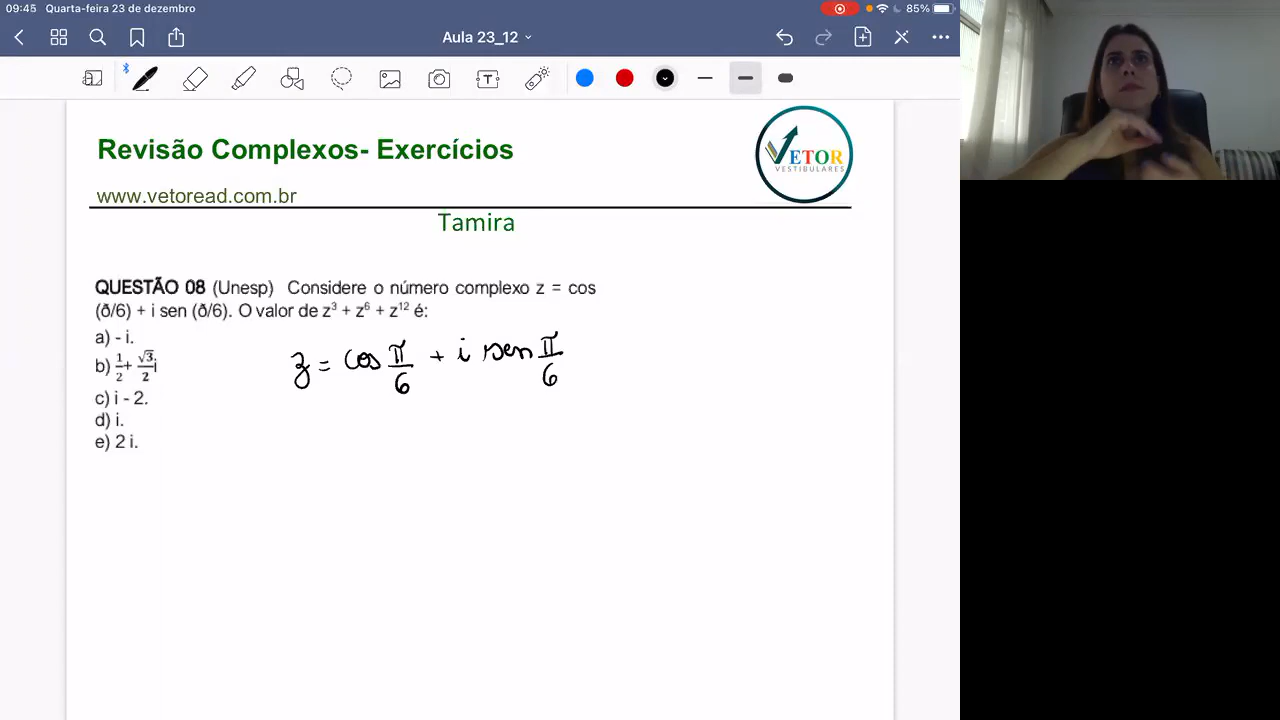 09:45 Quarta-feira 23 de dezembro
85%
Aula 23_12
Revisão Complexos- Exercícios
VETOR
VESTIBULARES
www.vetoread.com.br
Tamira
QUESTÃO 08 (Unesp) Considere o número complexo z = cos
(ð/6) + i sen (ð/6). O valor de z³ + z⁶ + z¹² é:
a) - i.
b) 1/2 + √3/2 i
c) i - 2.
d) i.
e) 2 i.
z = cos π/6 + i sen π/6